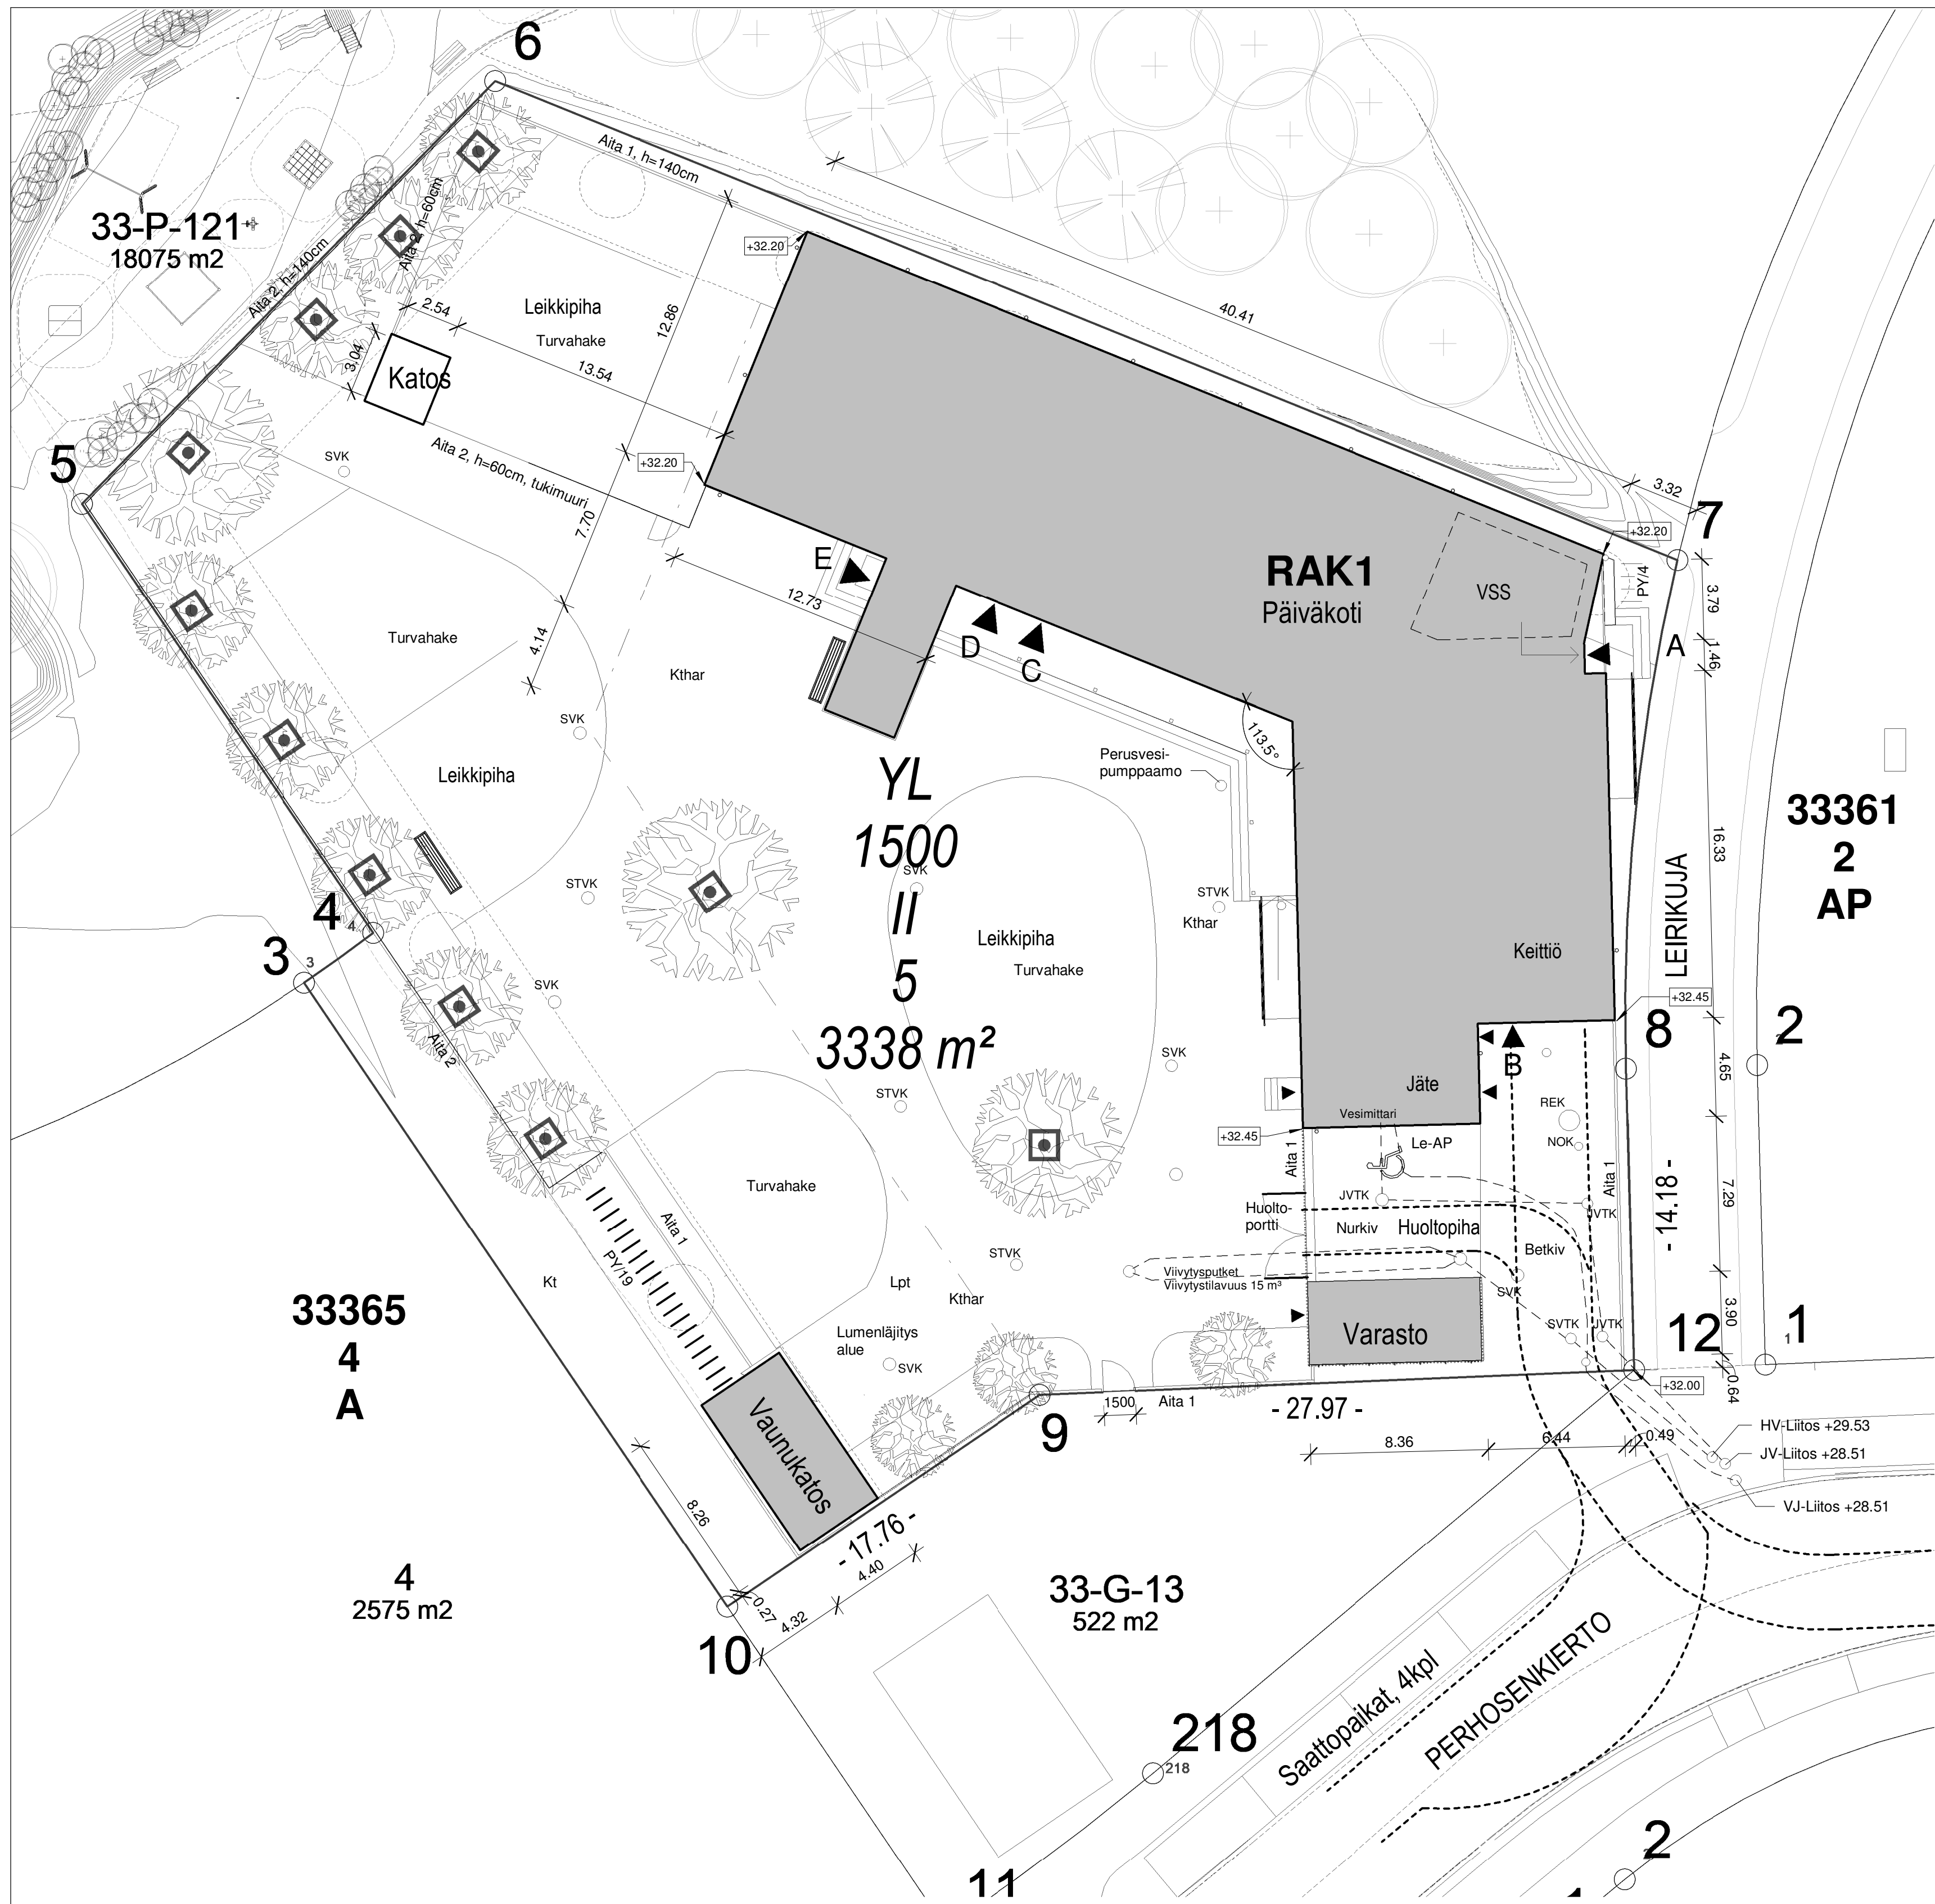 6
33-P-121
18075 m2
Aita 2, h=140cm
Aita 2, h=60cm
Aita 1, h=140cm
+32.20
2.54
3.04
Katos
Leikkipiha
Turvahake
12.86
13.54
40.41
3.32
7
+32.20
5
SVK
Aita 2, h=60cm, tukimuuri
+32.20
7.70
E
12.73
4.14
D
C
RAK1
Päiväkoti
VSS
PY/4
3.79
A
1.46
Turvahake
Kthar
SVK
Leikkipiha
113.5°
Perusvesi-
pumppaamo
YL
1500
II
5
3338 m²
SVK
STVK
Leikkipiha
Turvahake
STVK
Kthar
Keittiö
16.33
LEIRIKUJA
33361
2
AP
4
4
3
3
SVK
+32.45
8
2
SVK
Aita 2
STVK
B
Jäte
4.65
Vesimittari
+32.45
Aita 1
Le-AP
REK
NOK
Aita 1
- 14.18 -
7.29
Turvahake
Aita 1
PY/19
JVTK
JVTK
Huolto-
portti
Nurkiv
Huoltopiha
Betkiv
STVK
Viivytysputket
Viivytystilavuus 15 m³
SVK
Kt
Lpt
Kthar
33365
4
A
Lumenläjitys
alue
SVK
Varasto
SVTK
JVTK
3.90
12
1
1
+32.00
0.64
Vaunukatos
9
1500
Aita 1
- 27.97 -
8.36
6.44
0.49
HV-Liitos +29.53
JV-Liitos +28.51
VJ-Liitos +28.51
8.26
- 17.76 -
4.40
0.27
4.32
4
2575 m2
33-G-13
522 m2
10
218
218
Saattopaikat, 4kpl
PERHOSENKIERTO
2
11